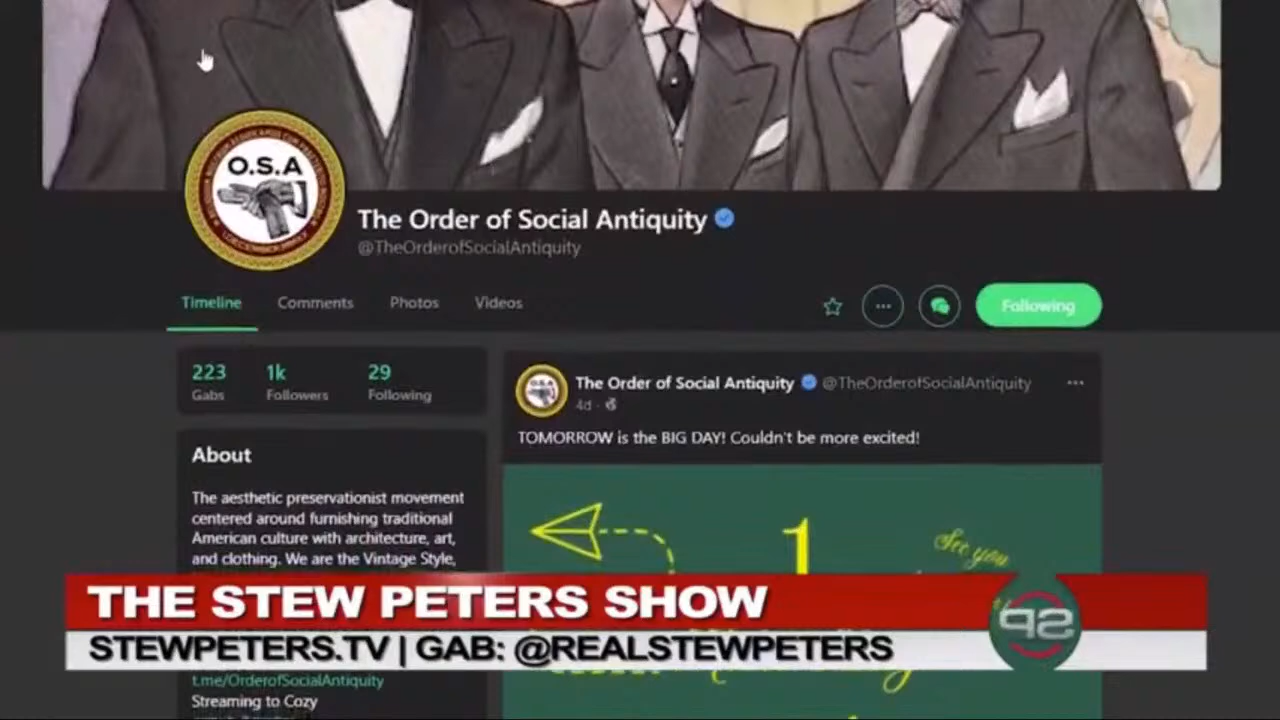 O.S.A
The Order of Social Antiquity
@TheOrderofSocialAntiquity
Timeline Comments Photos Videos
Following
223 1k 29
Gabs Followers Following
O.S.A
The Order of Social Antiquity @TheOrderofSocialAntiquity
4d
TOMORROW is the BIG DAY! Couldn't be more excited!
About
The aesthetic preservationist movement
centered around furnishing traditional
American culture with architecture, art,
and clothing. We are the Vintage Style,
1
See you
THE STEW PETERS SHOW
STEWPETERS.TV | GAB: @REALSTEWPETERS
t.me/OrderofSocialAntiquity
Streaming to Cozy